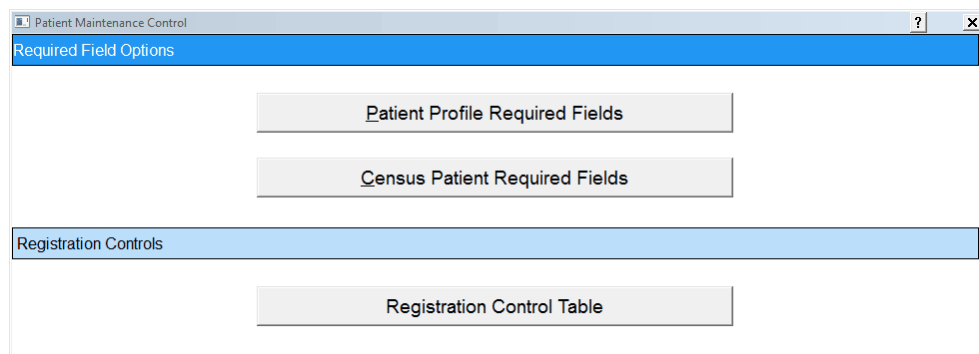 Patient Maintenance Control
?
Required Field Options
Patient Profile Required Fields
Census Patient Required Fields
Registration Controls
Registration Control Table